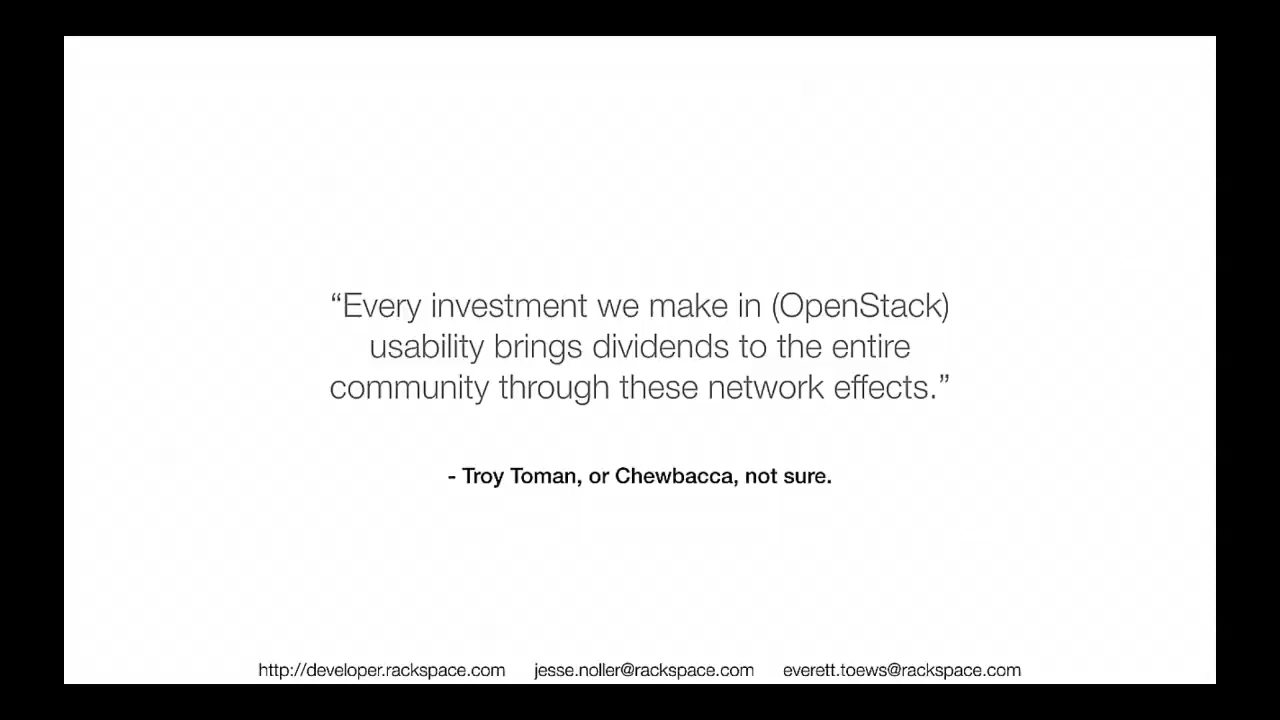 “Every investment we make in (OpenStack)
usability brings dividends to the entire
community through these network effects.”
- Troy Toman, or Chewbacca, not sure.
http://developer.rackspace.com jesse.noller@rackspace.com everett.toews@rackspace.com